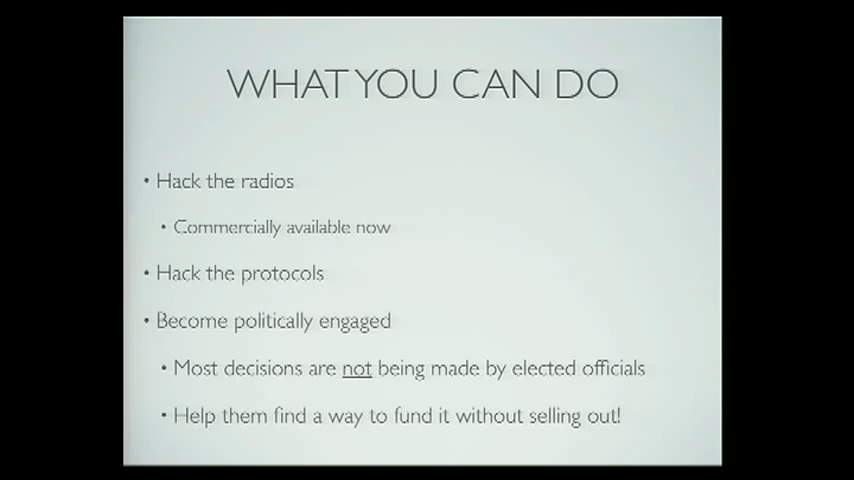 WHAT YOU CAN DO
• Hack the radios
• Commercially available now
• Hack the protocols
• Become politically engaged
• Most decisions are not being made by elected officials
• Help them find a way to fund it without selling out!